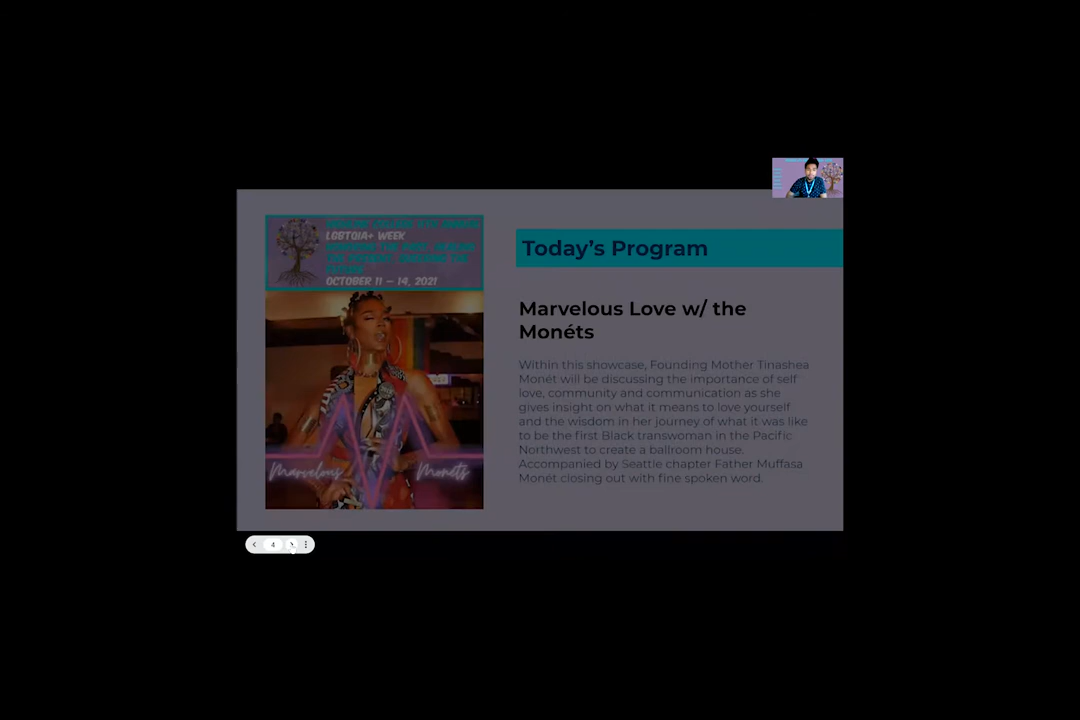 LGBTQIA+ WEEK
OCTOBER 11 – 14, 2021
Marvelous
Monéts
Today's Program
Marvelous Love w/ the
Monéts
Within this showcase, Founding Mother Tinashea
Monét will be discussing the importance of self
love, community and communication as she
gives insight on what it means to love yourself
and the wisdom in her journey of what it was like
to be the first Black transwoman in the Pacific
Northwest to create a ballroom house.
Accompanied by Seattle chapter Father Muffasa
Monét closing out with fine spoken word.
4